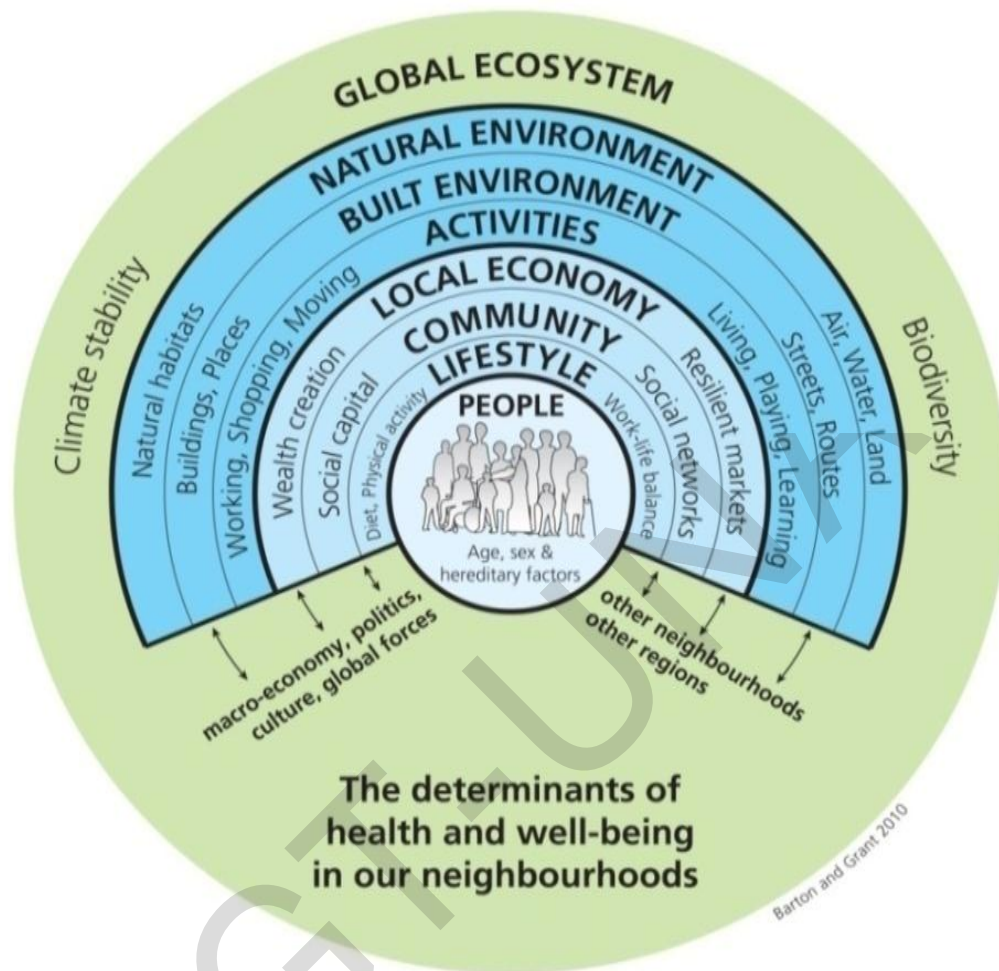 GLOBAL ECOSYSTEM
NATURAL ENVIRONMENT
BUILT ENVIRONMENT
ACTIVITIES
LOCAL ECONOMY
COMMUNITY
LIFESTYLE
PEOPLE
Age, sex &
hereditary factors
Climate stability
Natural habitats
Buildings, Places
Working, Shopping, Moving
Wealth creation
Social capital
Diet, Physical activity
Work-life balance
Social networks
Resilient markets
Living, Playing, Learning
Streets, Routes
Air, Water, Land
Biodiversity
macro-economy, politics,
culture, global forces
other neighbourhoods
other regions
The determinants of
health and well-being
in our neighbourhoods
Barton and Grant 2010